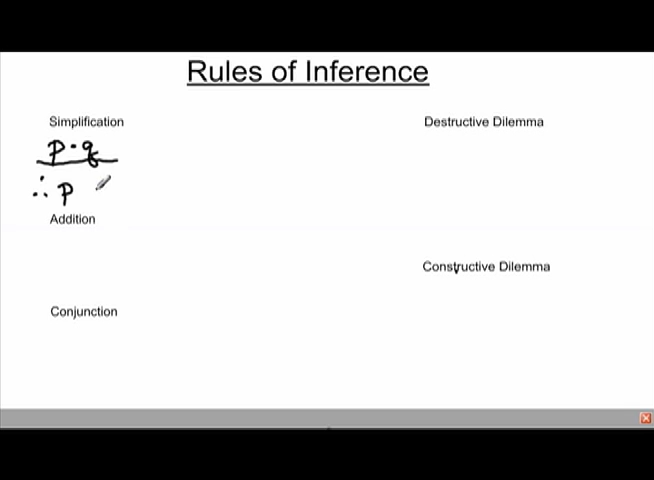 Rules of Inference
Simplification
p · q
∴ p
Addition
Conjunction
Destructive Dilemma
Constructive Dilemma